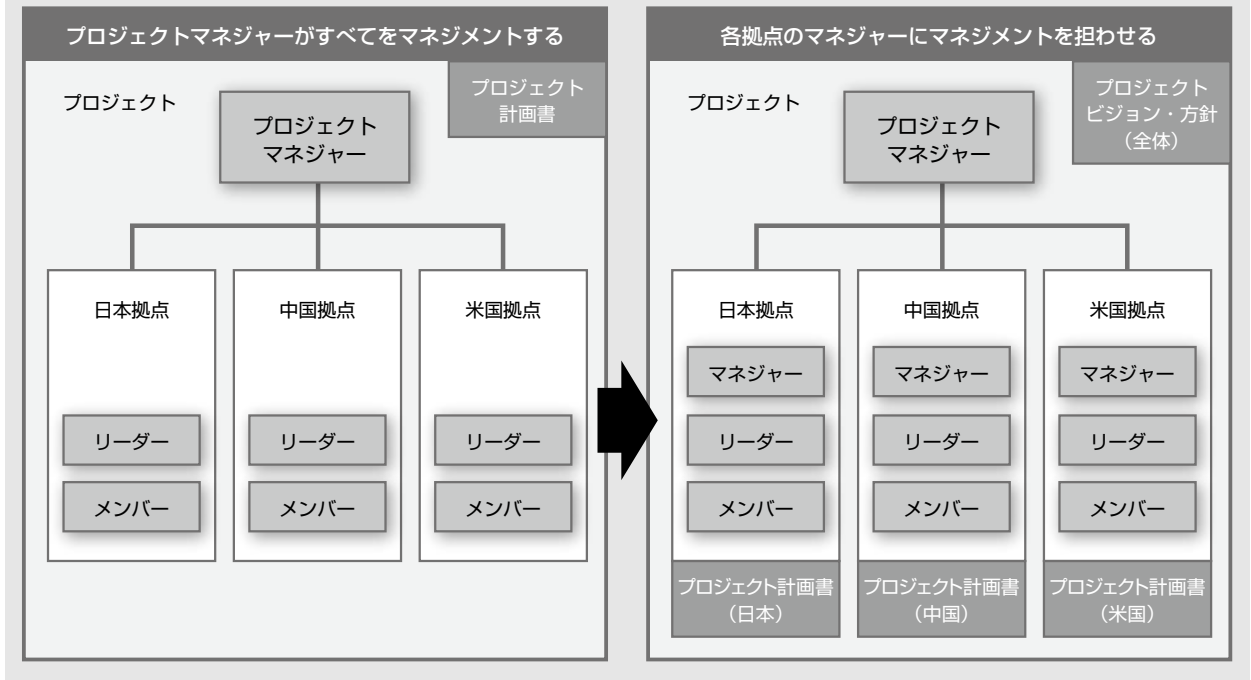 プロジェクトマネジャーがすべてをマネジメントする
プロジェクト
プロジェクト
計画書
プロジェクト
マネジャー
日本拠点
リーダー
メンバー
中国拠点
リーダー
メンバー
米国拠点
リーダー
メンバー
各拠点のマネジャーにマネジメントを担わせる
プロジェクト
プロジェクト
ビジョン・方針
（全体）
プロジェクト
マネジャー
日本拠点
マネジャー
リーダー
メンバー
プロジェクト計画書
（日本）
中国拠点
マネジャー
リーダー
メンバー
プロジェクト計画書
（中国）
米国拠点
マネジャー
リーダー
メンバー
プロジェクト計画書
（米国）